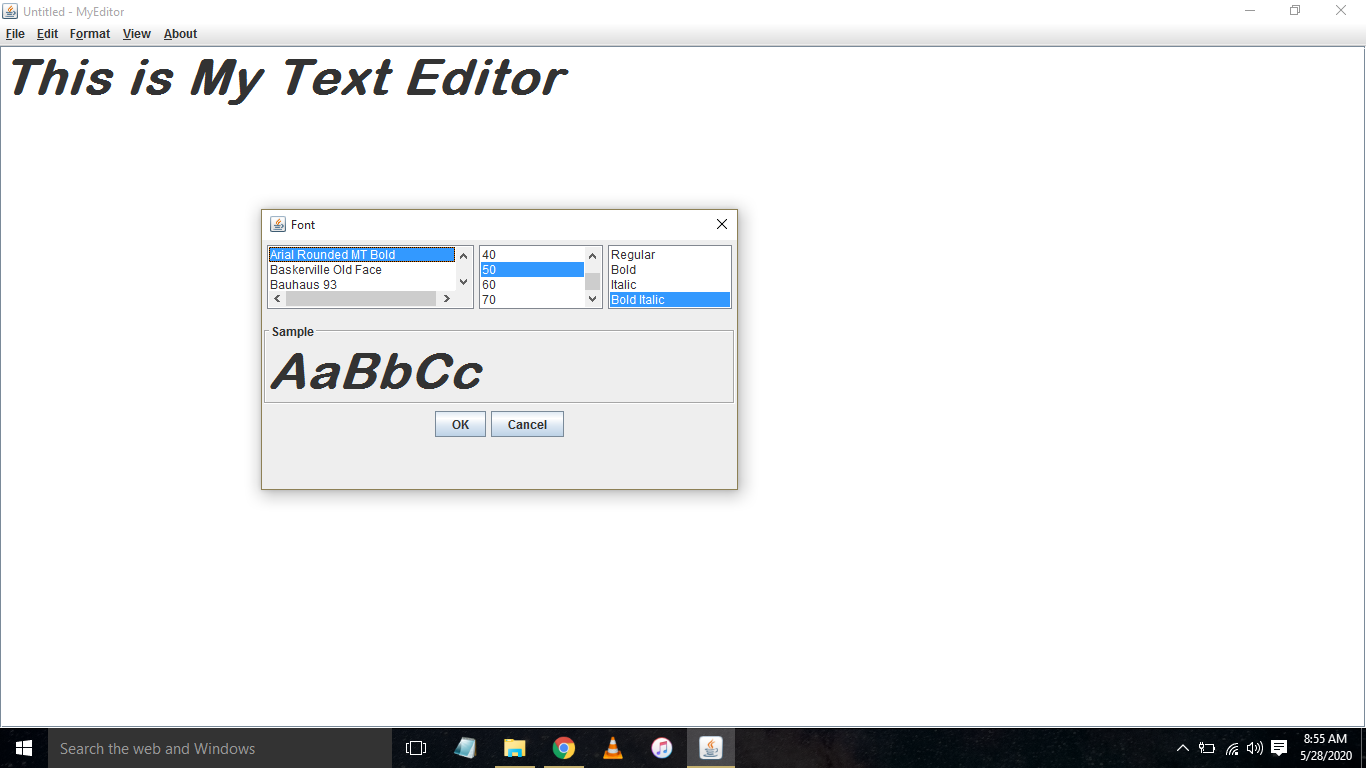 Untitled - MyEditor
File Edit Format View About
This is My Text Editor
Font
Arial Rounded MT Bold
Baskerville Old Face
Bauhaus 93
40
50
60
70
Regular
Bold
Italic
Bold Italic
Sample
AaBbCc
OK Cancel
Search the web and Windows
8:55 AM
5/28/2020